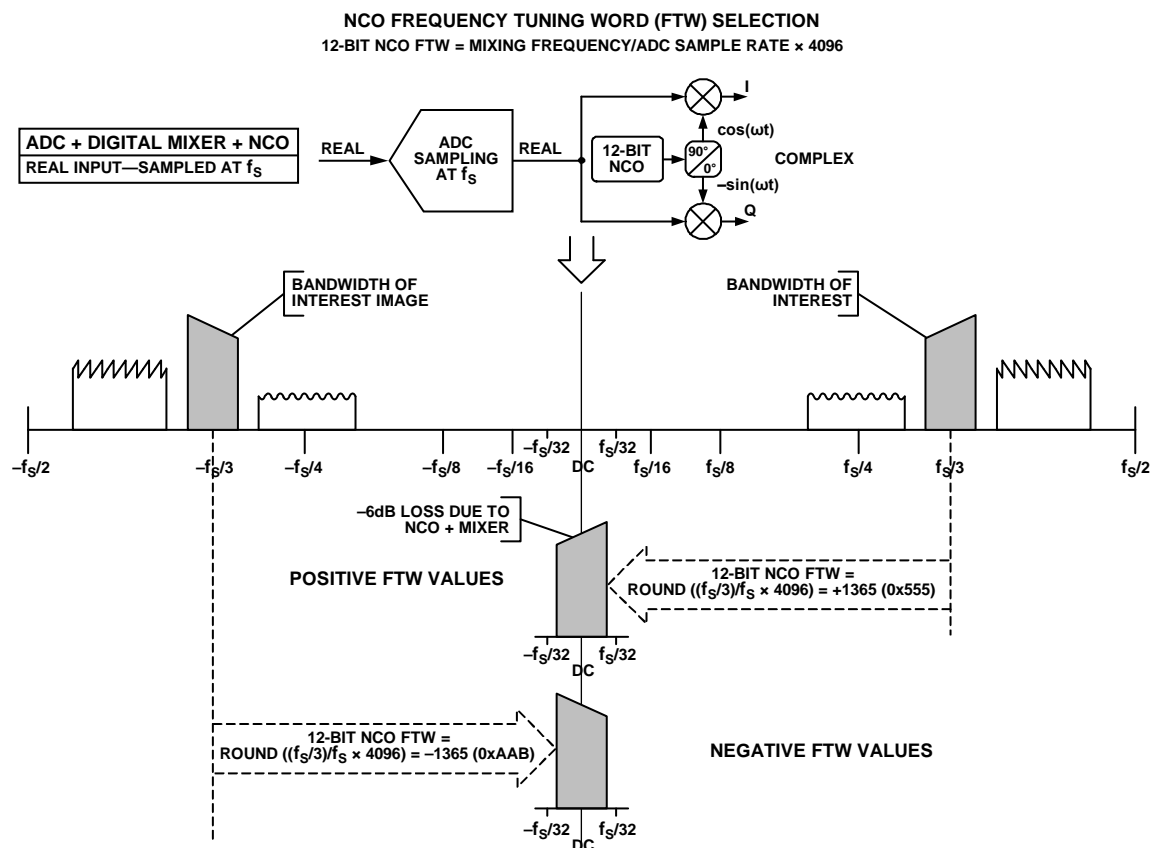 NCO FREQUENCY TUNING WORD (FTW) SELECTION
12-BIT NCO FTW = MIXING FREQUENCY/ADC SAMPLE RATE × 4096
ADC + DIGITAL MIXER + NCO
REAL INPUT—SAMPLED AT fS
REAL
ADC
SAMPLING
AT fS
REAL
12-BIT
NCO
90°
0°
I
cos(ωt)
COMPLEX
–sin(ωt)
Q
BANDWIDTH OF
INTEREST IMAGE
BANDWIDTH OF
INTEREST
–fS/2
–fS/3
–fS/4
–fS/8
–fS/16
–fS/32
DC
fS/32
fS/16
fS/8
fS/4
fS/3
fS/2
–6dB LOSS DUE TO
NCO + MIXER
POSITIVE FTW VALUES
12-BIT NCO FTW =
ROUND ((fS/3)/fS × 4096) = +1365 (0x555)
–fS/32
DC
fS/32
12-BIT NCO FTW =
ROUND ((fS/3)/fS × 4096) = –1365 (0xAAB)
NEGATIVE FTW VALUES
–fS/32
DC
fS/32